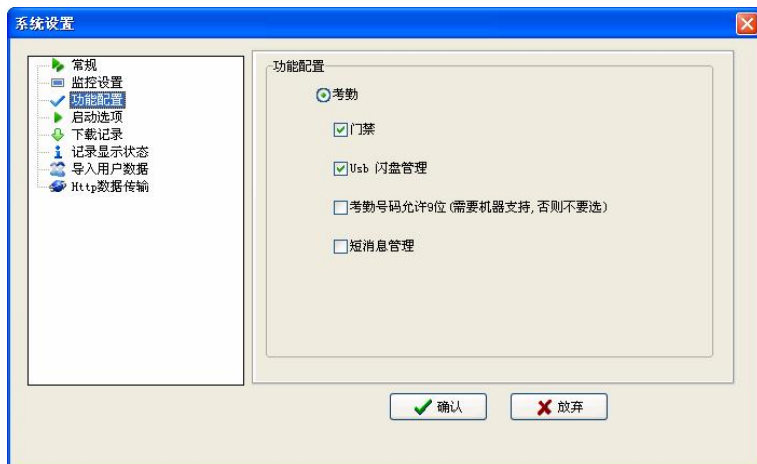 系统设置
常规
监控设置
功能配置
启动选项
下载记录
记录显示状态
导入用户数据
Http数据传输
功能配置
考勤
门禁
Usb 闪盘管理
考勤号码允许9位(需要机器支持,否则不要选)
短消息管理
确认
放弃